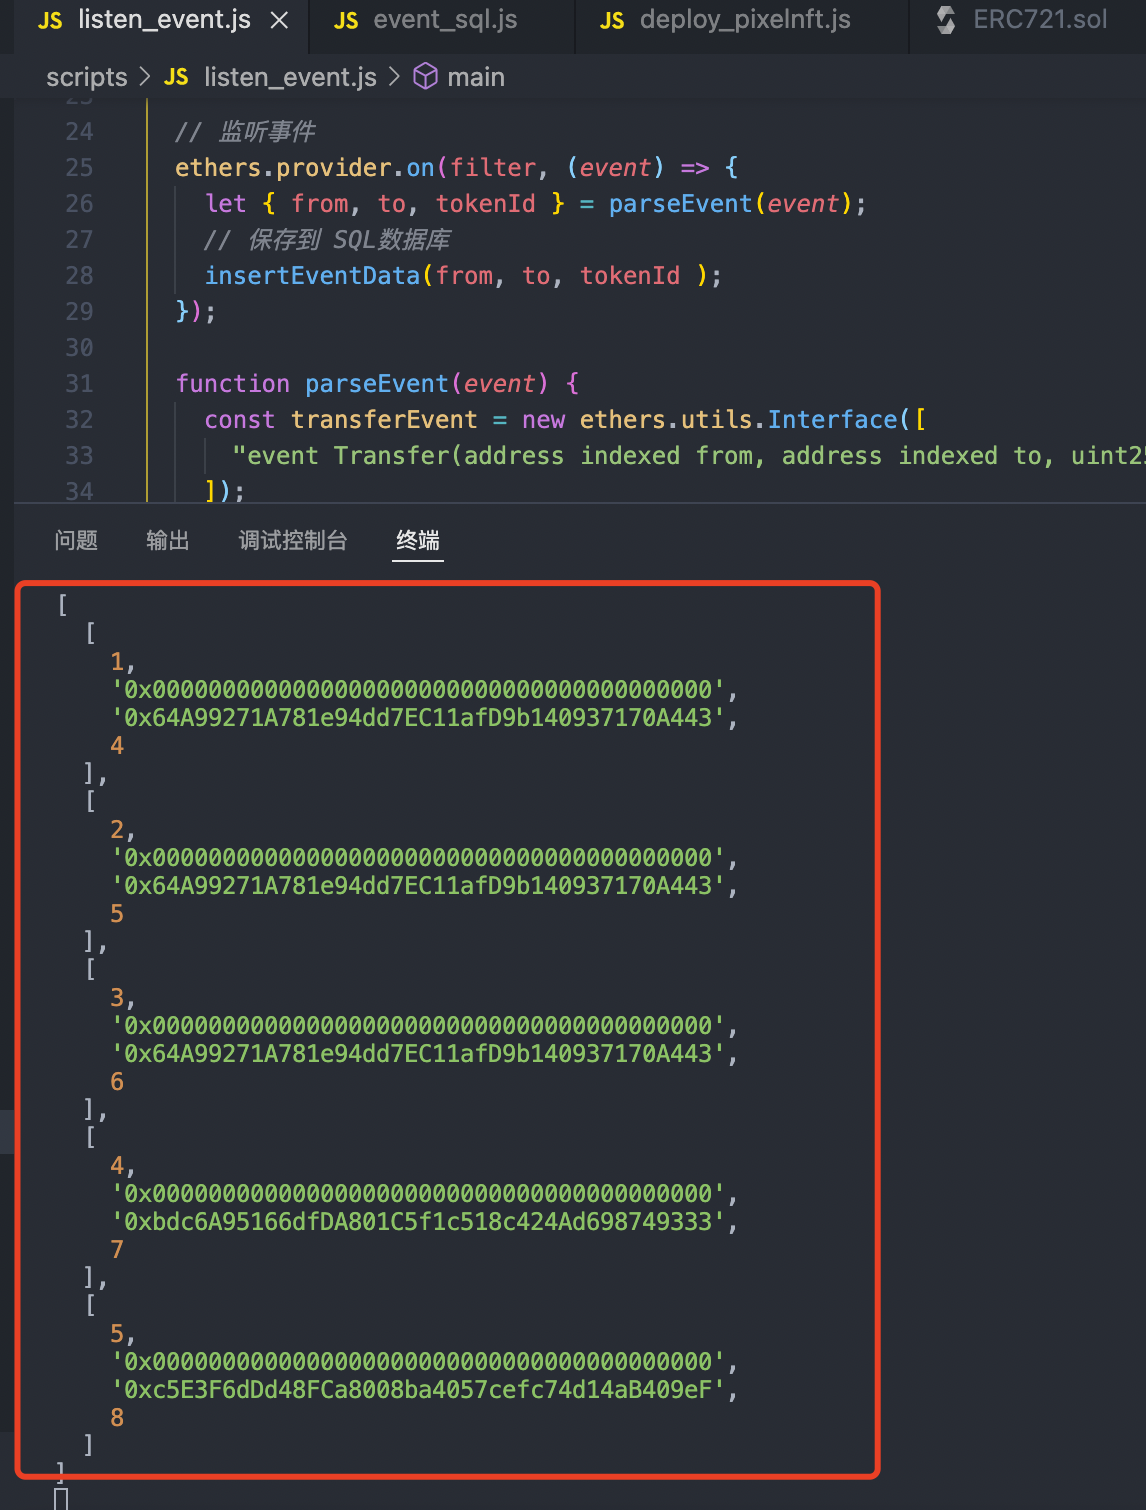 JS listen_event.js × JS event_sql.js JS deploy_pixelnft.js ERC721.sol
scripts > JS listen_event.js > main
24 // 监听事件
25 ethers.provider.on(filter, (event) => {
26 let { from, to, tokenId } = parseEvent(event);
27 // 保存到 SQL数据库
28 insertEventData(from, to, tokenId );
29 });
30
31 function parseEvent(event) {
32 const transferEvent = new ethers.utils.Interface([
33 "event Transfer(address indexed from, address indexed to, uint25
34 ]);
问题 输出 调试控制台 终端
[
[
1,
'0x0000000000000000000000000000000000000000',
'0x64A99271A781e94dd7EC11afD9b140937170A443',
4
],
[
2,
'0x0000000000000000000000000000000000000000',
'0x64A99271A781e94dd7EC11afD9b140937170A443',
5
],
[
3,
'0x0000000000000000000000000000000000000000',
'0x64A99271A781e94dd7EC11afD9b140937170A443',
6
],
[
4,
'0x0000000000000000000000000000000000000000',
'0xbdc6A95166dfDA801C5f1c518c424Ad698749333',
7
],
[
5,
'0x0000000000000000000000000000000000000000',
'0xc5E3F6dDd48FCa8008ba4057cefc74d14aB409eF',
8
]
]